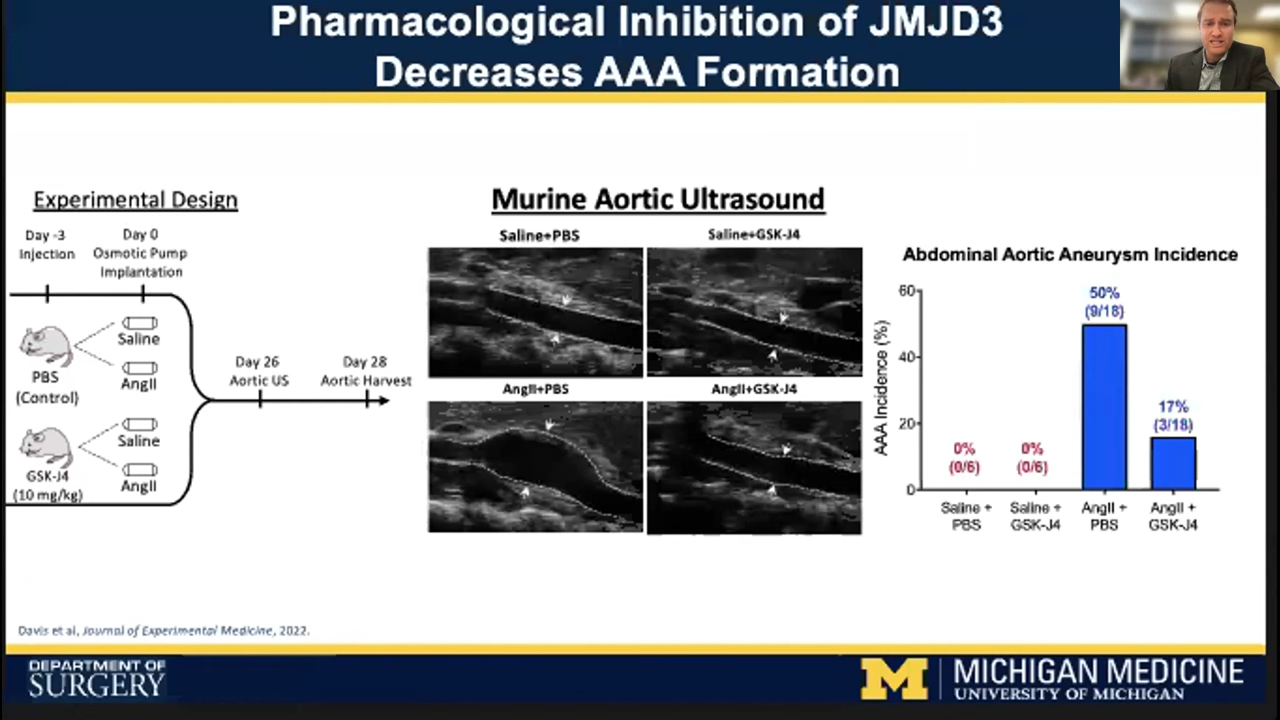 Pharmacological Inhibition of JMJD3
Decreases AAA Formation
Experimental Design
Day -3
Injection
Day 0
Osmotic Pump
Implantation
PBS
(Control)
Saline
AngII
GSK-J4
(10 mg/kg)
Saline
AngII
Day 26
Aortic US
Day 28
Aortic Harvest
Murine Aortic Ultrasound
Saline+PBS
Saline+GSK-J4
AngII+PBS
AngII+GSK-J4
Abdominal Aortic Aneurysm Incidence
AAA Incidence (%)
60
40
20
0
0%
(0/6)
0%
(0/6)
50%
(9/18)
17%
(3/18)
Saline +
PBS
Saline +
GSK-J4
AngII +
PBS
AngII +
GSK-J4
Davis et al, Journal of Experimental Medicine, 2022.
DEPARTMENT OF
SURGERY
M
MICHIGAN MEDICINE
UNIVERSITY OF MICHIGAN